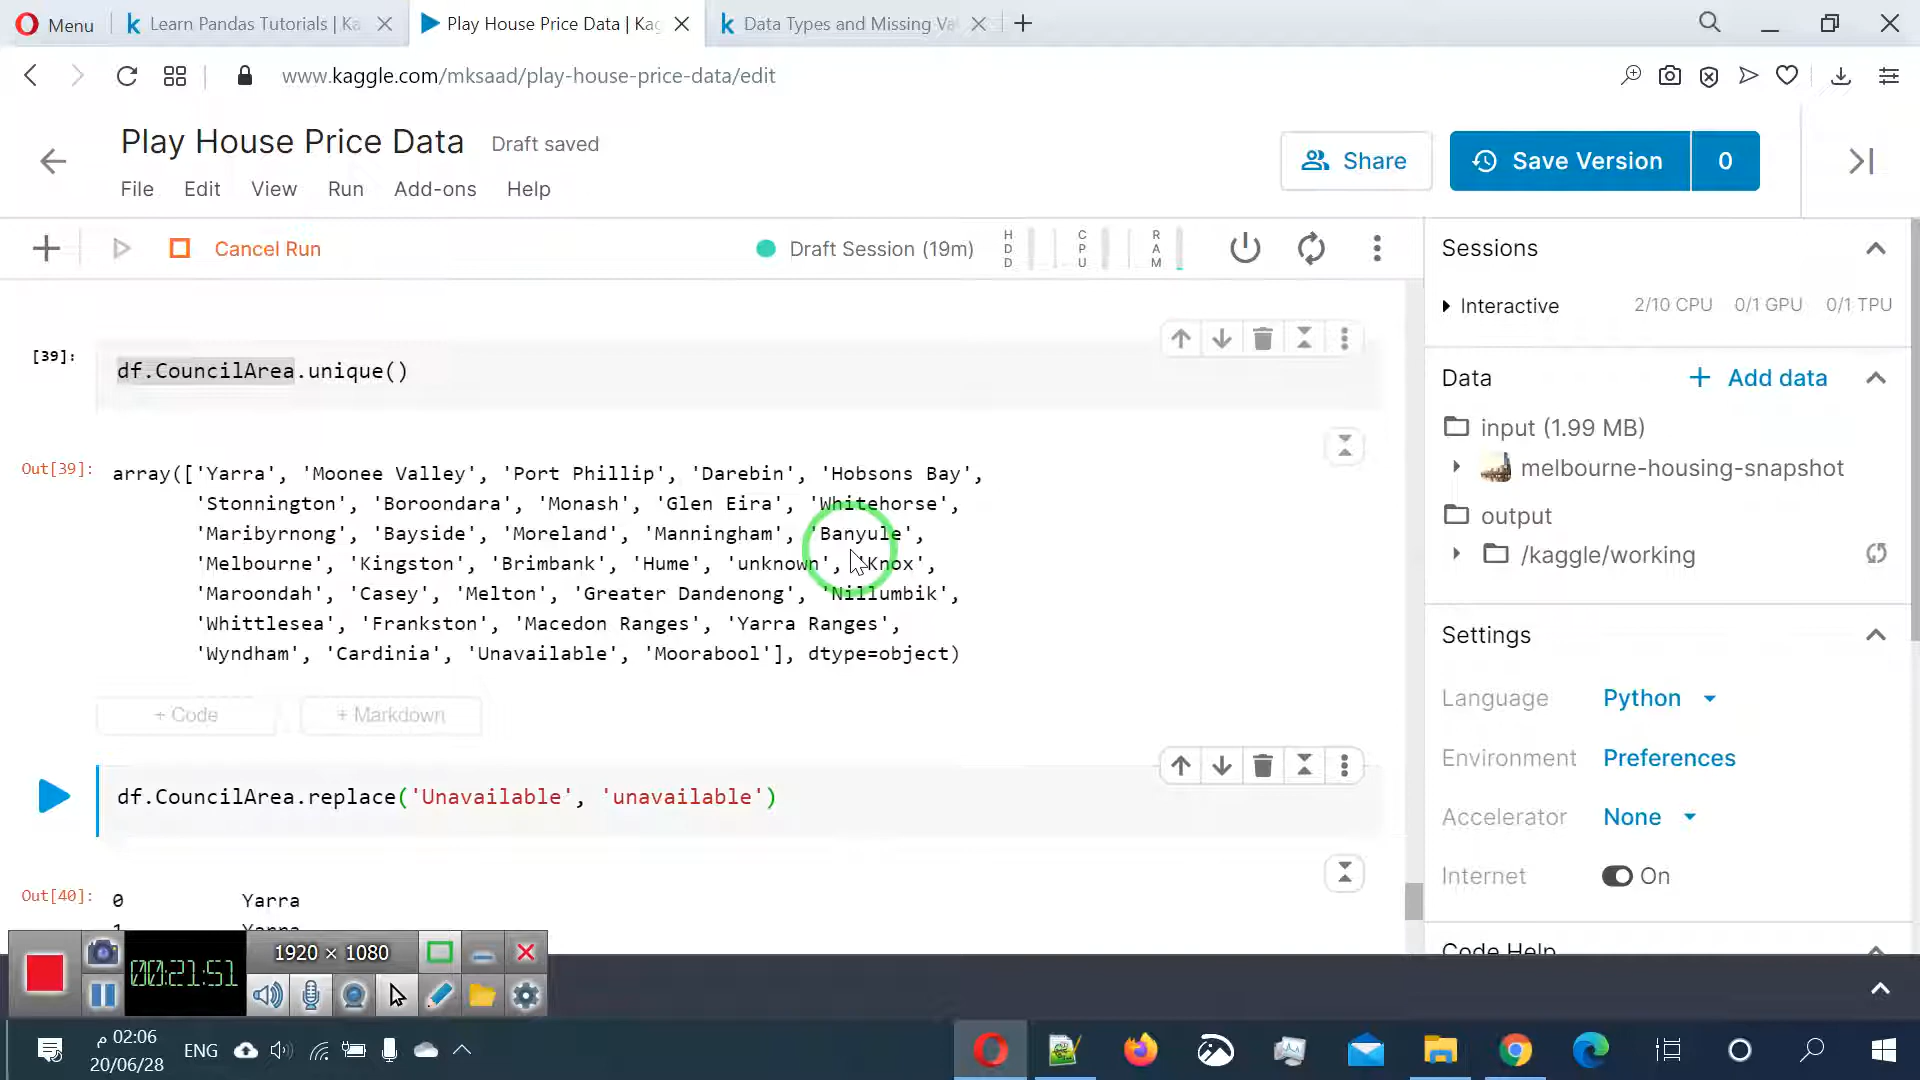 Menu
Learn Pandas Tutorials | Ka
Play House Price Data | Kag
Data Types and Missing Va
www.kaggle.com/mksaad/play-house-price-data/edit
Play House Price Data
Draft saved
Share
Save Version
0
File
Edit
View
Run
Add-ons
Help
Cancel Run
Draft Session (19m)
HDD
CPU
RAM
Sessions
Interactive
2/10 CPU
0/1 GPU
0/1 TPU
[39]:
df.CouncilArea.unique()
Data
+ Add data
input (1.99 MB)
melbourne-housing-snapshot
output
/kaggle/working
Out[39]:
array(['Yarra', 'Moonee Valley', 'Port Phillip', 'Darebin', 'Hobsons Bay',
'Stonnington', 'Boroondara', 'Monash', 'Glen Eira', 'Whitehorse',
'Maribyrnong', 'Bayside', 'Moreland', 'Manningham', 'Banyule',
'Melbourne', 'Kingston', 'Brimbank', 'Hume', 'unknown', 'Knox',
'Maroondah', 'Casey', 'Melton', 'Greater Dandenong', 'Nillumbik',
'Whittlesea', 'Frankston', 'Macedon Ranges', 'Yarra Ranges',
'Wyndham', 'Cardinia', 'Unavailable', 'Moorabool'], dtype=object)
+ Code
+ Markdown
Settings
Language
Python
Environment
Preferences
Accelerator
None
Internet
On
Code Help
df.CouncilArea.replace('Unavailable', 'unavailable')
Out[40]:
0 Yarra
1 Yarra
1920 × 1080
00:21:51
02:06 م
20/06/28
ENG